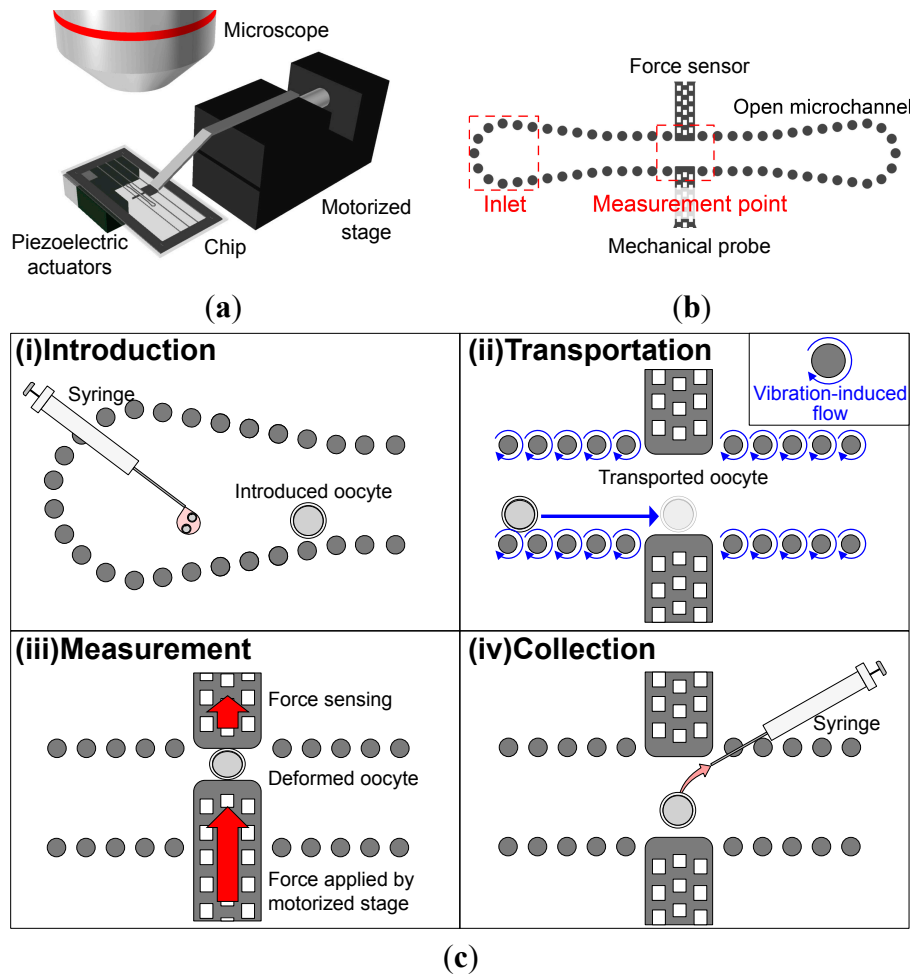 Microscope
Piezoelectric
actuators
Chip
Motorized
stage
(a)
Force sensor
Open microchannel
Inlet
Measurement point
Mechanical probe
(b)
(i)Introduction
Syringe
Introduced oocyte
(ii)Transportation
Vibration-induced
flow
Transported oocyte
(iii)Measurement
Force sensing
Deformed oocyte
Force applied by
motorized stage
(iv)Collection
Syringe
(c)